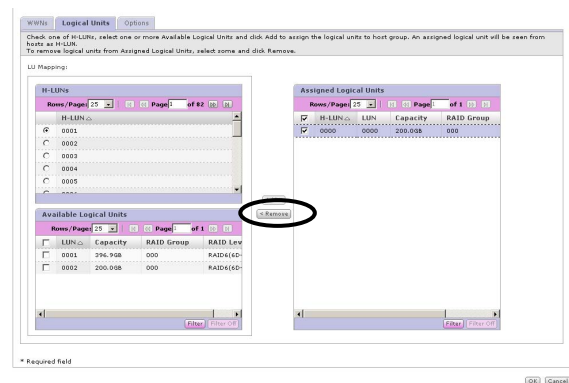 WWNs Logical Units Options
Check one of H-LUNs, select one or more Available Logical Units and click Add to assign the logical units to host group. An assigned logical unit will be seen from
hosts as H-LUN.
To remove logical units from Assigned Logical Units, select some and click Remove.
LU Mapping:
H-LUNs
Rows/Page: 25 Page 1 of 82
H-LUN
0001
0002
0003
0004
0005
Available Logical Units
Rows/Page: 25 Page 1 of 1
LUN Capacity RAID Group RAID Lev
0001 396.9GB 000 RAID6(6D-
0002 200.0GB 000 RAID6(6D-
Filter Filter Off
< Remove
Assigned Logical Units
Rows/Page: 25 Page 1 of 1
H-LUN LUN Capacity RAID Group
0000 0000 200.0GB 000
Filter Filter Off
* Required field
OK Cancel